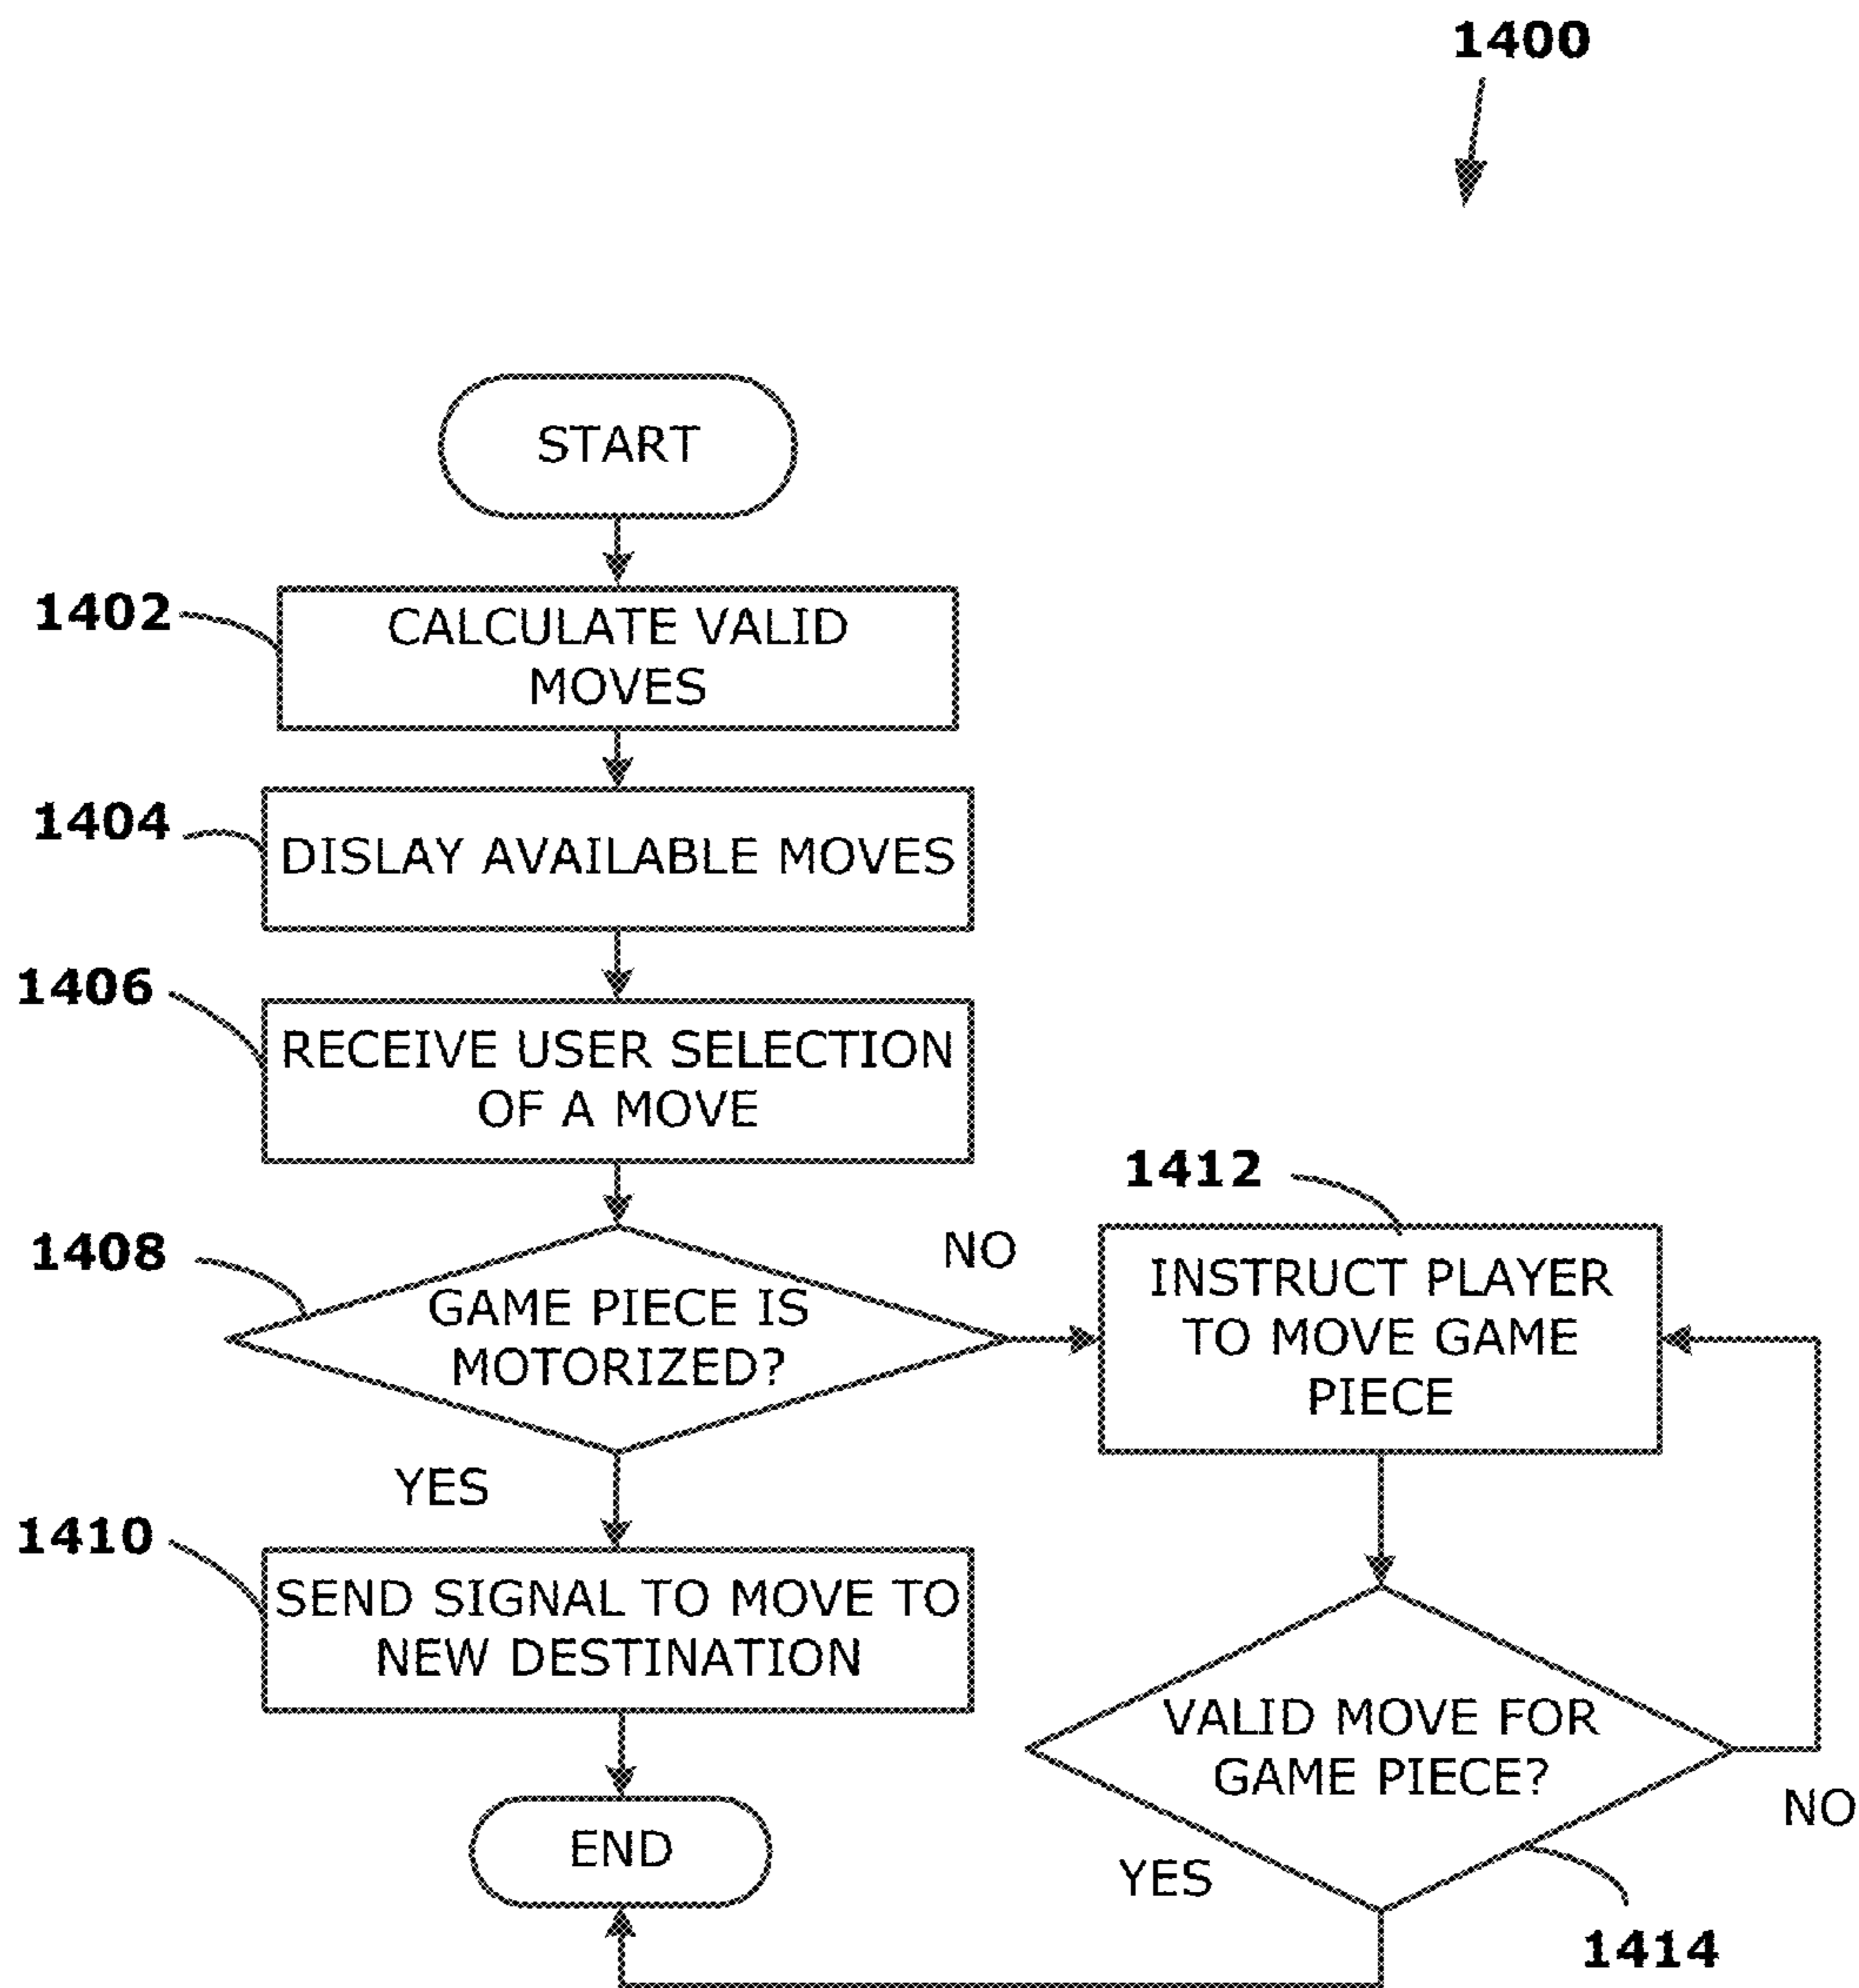 1400
START
1402
CALCULATE VALID
MOVES
1404
DISLAY AVAILABLE MOVES
1406
RECEIVE USER SELECTION
OF A MOVE
1408
GAME PIECE IS
MOTORIZED?
NO
1412
INSTRUCT PLAYER
TO MOVE GAME
PIECE
YES
1410
SEND SIGNAL TO MOVE TO
NEW DESTINATION
VALID MOVE FOR
GAME PIECE?
NO
YES
1414
END